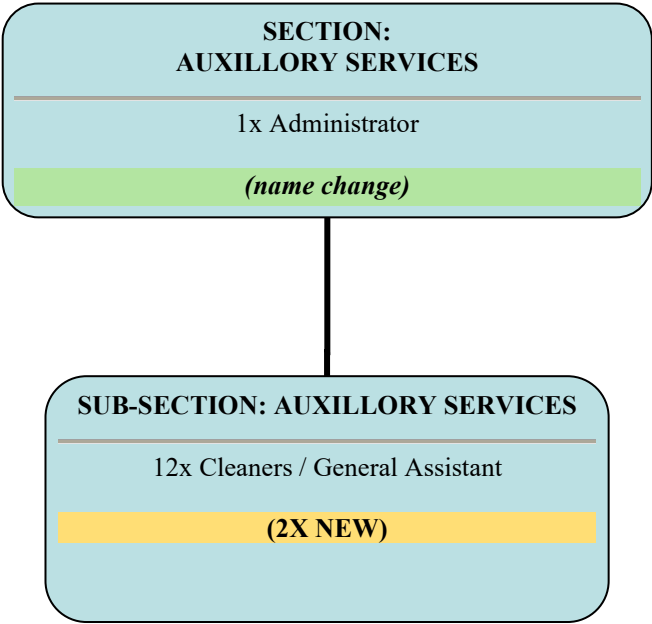 SECTION:
AUXILLORY SERVICES
1x Administrator
(name change)
SUB-SECTION: AUXILLORY SERVICES
12x Cleaners / General Assistant
(2X NEW)